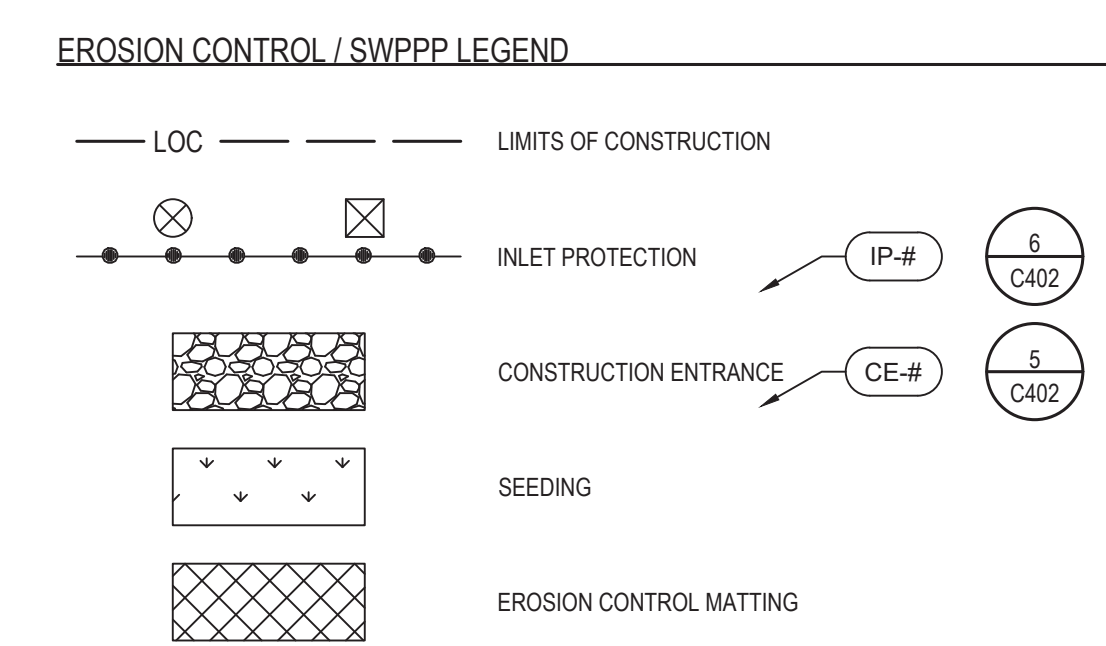 EROSION CONTROL / SWPPP LEGEND
LOC LIMITS OF CONSTRUCTION
INLET PROTECTION IP-# 6
C402
CONSTRUCTION ENTRANCE CE-# 5
C402
SEEDING
EROSION CONTROL MATTING